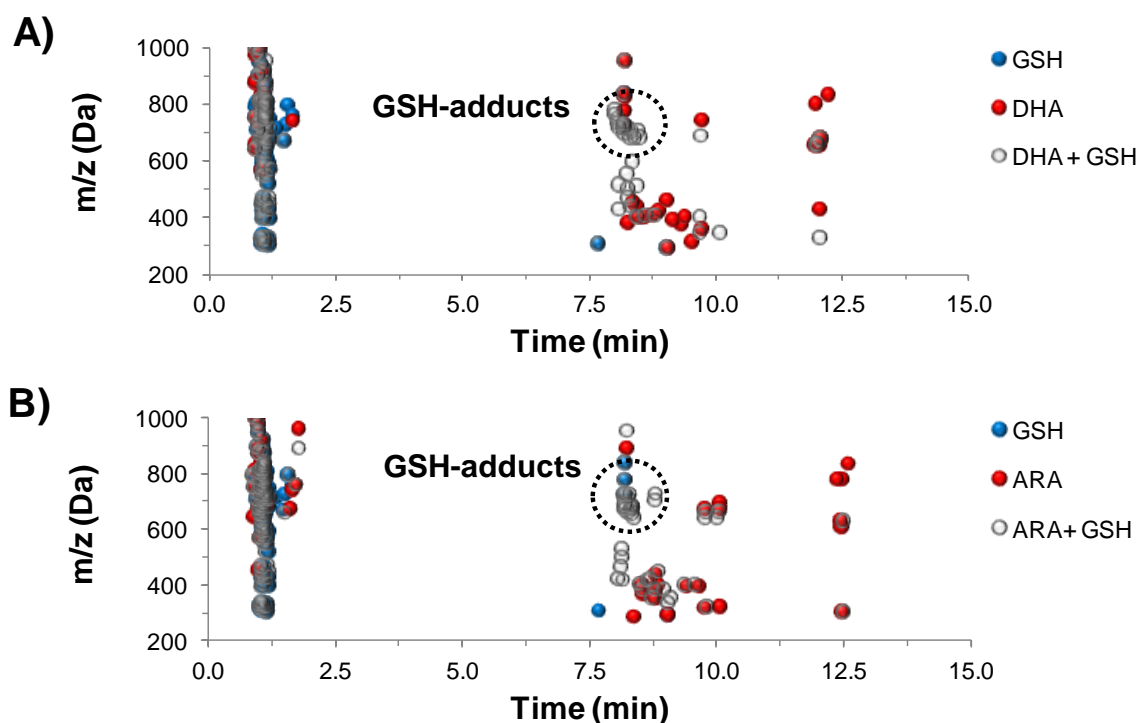 A)
1000
800
600
400
200
m/z (Da)
GSH-adducts
0.0 2.5 5.0 7.5 10.0 12.5 15.0
Time (min)
GSH
DHA
DHA + GSH
B)
1000
800
600
400
200
m/z (Da)
GSH-adducts
0.0 2.5 5.0 7.5 10.0 12.5 15.0
Time (min)
GSH
ARA
ARA+ GSH